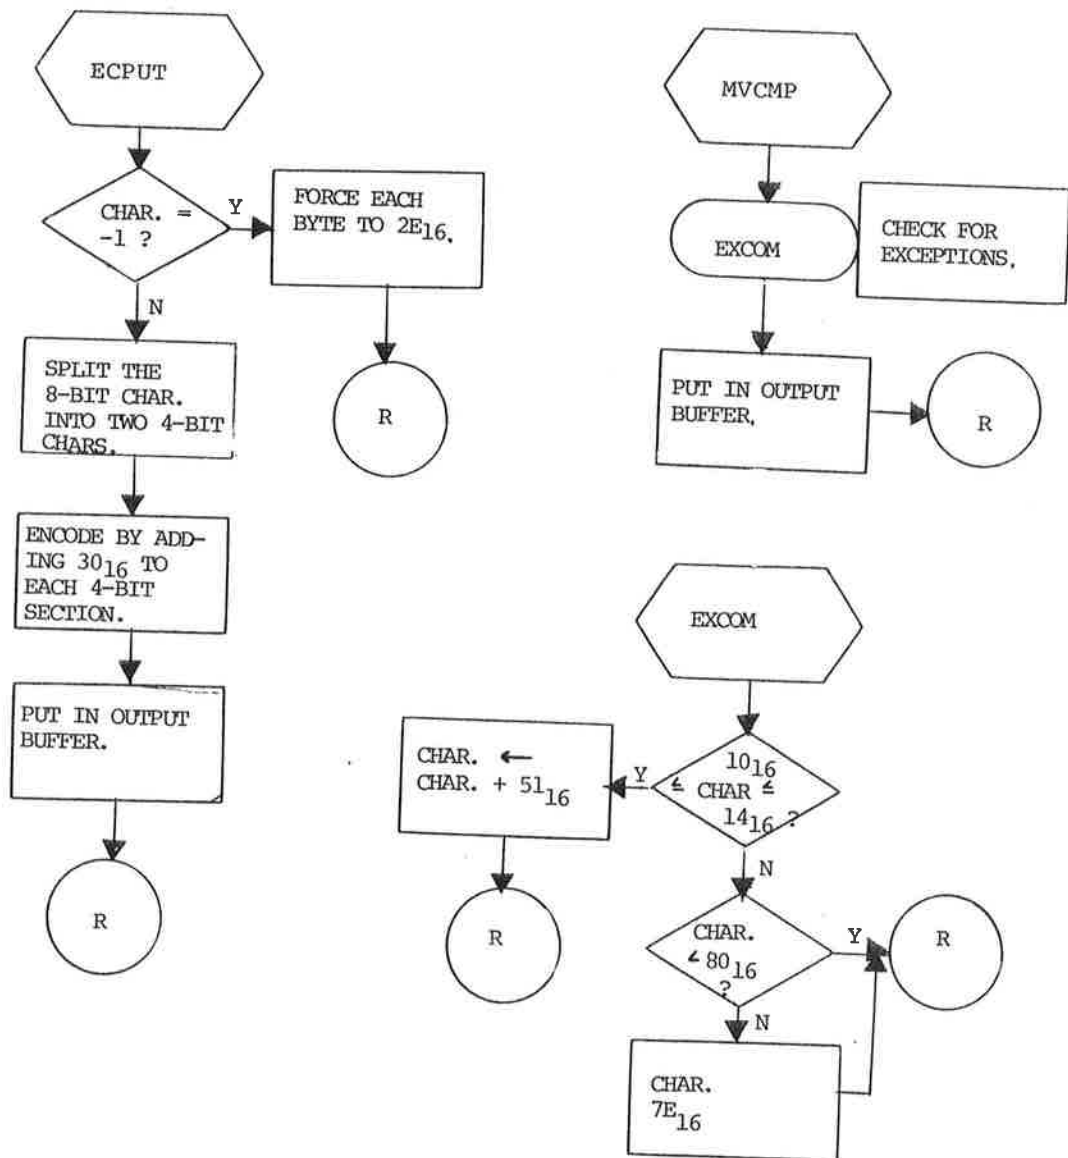 ECPUT
CHAR. =
-1 ?
Y
N
FORCE EACH
BYTE TO 2E16.
R
SPLIT THE
8-BIT CHAR.
INTO TWO 4-BIT
CHARS.
ENCODE BY ADD-
ING 3016 TO
EACH 4-BIT
SECTION.
PUT IN OUTPUT
BUFFER.
R
MVCMP
EXCOM
CHECK FOR
EXCEPTIONS.
PUT IN OUTPUT
BUFFER.
R
EXCOM
1016
≤ CHAR ≤
1416 ?
Y
N
CHAR. ←
CHAR. + 5116
R
CHAR.
< 8016
?
Y
N
R
CHAR.
7E16